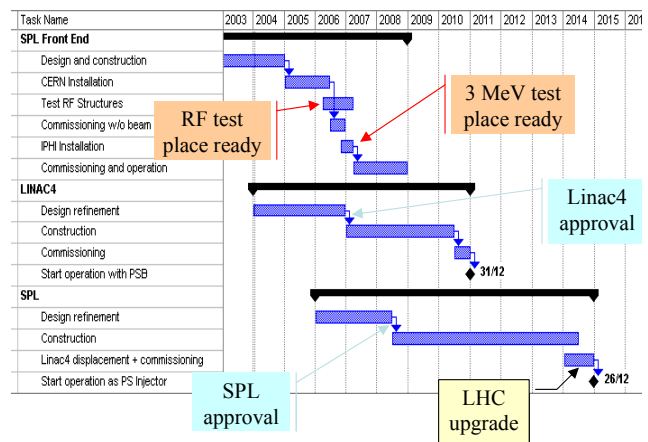 Task Name
2003 2004 2005 2006 2007 2008 2009 2010 2011 2012 2013 2014 2015 201
SPL Front End
Design and construction
CERN Installation
Test RF Structures
Commissioning w/o beam
IPHI Installation
Commissioning and operation
RF test
place ready
3 MeV test
place ready
LINAC4
Design refinement
Construction
Commissioning
Start operation with PSB
31/12
Linac4
approval
SPL
Design refinement
Construction
Linac4 displacement + commissioning
Start operation as PS Injector
26/12
SPL
approval
LHC
upgrade